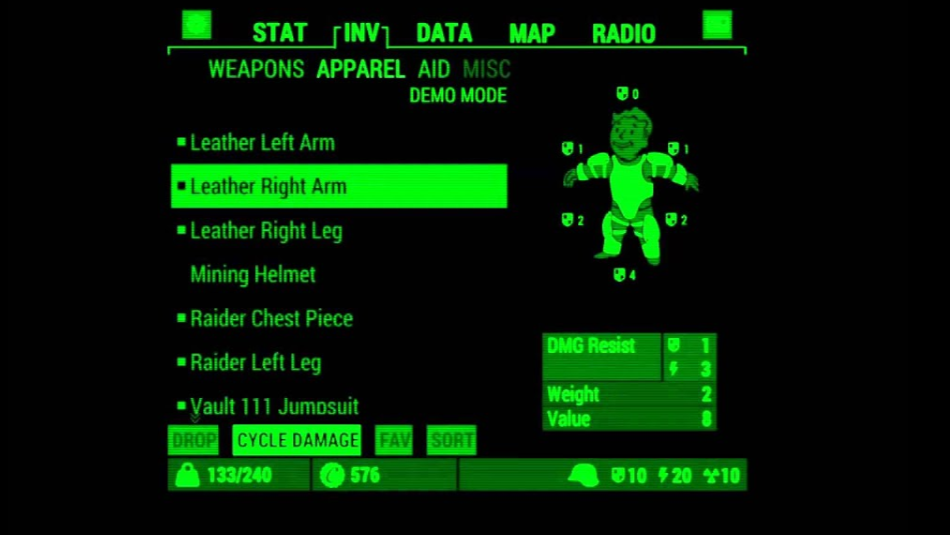 STAT INV DATA MAP RADIO
WEAPONS APPAREL AID MISC
DEMO MODE
0
Leather Left Arm
1 1
Leather Right Arm
2 2
Leather Right Leg
Mining Helmet
4
Raider Chest Piece
DMG Resist 1
Raider Left Leg
3
Weight 2
Vault 111 Jumpsuit
Value 8
DROP CYCLE DAMAGE FAV SORT
133/240 576 10 20 10